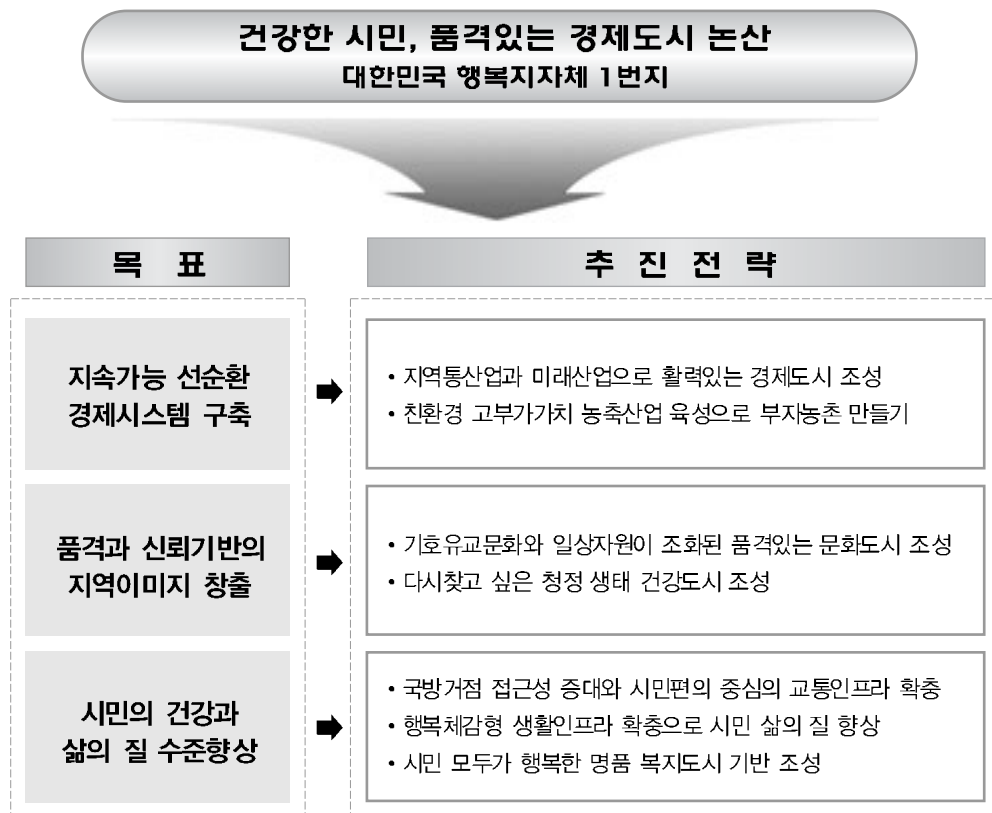 건강한 시민, 품격있는 경제도시 논산
대한민국 행복지자체 1번지
목 표
추 진 전 략
지속가능 선순환
경제시스템 구축
• 지역통산업과 미래산업으로 활력있는 경제도시 조성
• 친환경 고부가가치 농축산업 육성으로 부자농촌 만들기
품격과 신뢰기반의
지역이미지 창출
• 기호유교문화와 일상자원이 조화된 품격있는 문화도시 조성
• 다시찾고 싶은 청정 생태 건강도시 조성
시민의 건강과
삶의 질 수준향상
• 국방거점 접근성 증대와 시민편의 중심의 교통인프라 확충
• 행복체감형 생활인프라 확충으로 시민 삶의 질 향상
• 시민 모두가 행복한 명품 복지도시 기반 조성